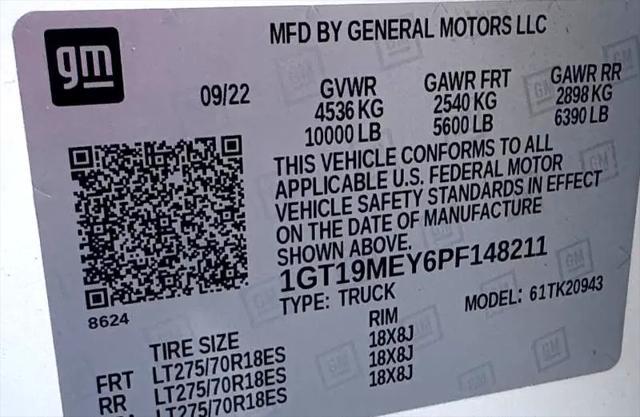 gm
MFD BY GENERAL MOTORS LLC
09/22
GVWR
4536 KG
10000 LB
GAWR FRT
2540 KG
5600 LB
GAWR RR
2898 KG
6390 LB
THIS VEHICLE CONFORMS TO ALL
APPLICABLE U.S. FEDERAL MOTOR
VEHICLE SAFETY STANDARDS IN EFFECT
ON THE DATE OF MANUFACTURE
SHOWN ABOVE.
1GT19MEY6PF148211
TYPE: TRUCK
MODEL: 61TK20943
8624
TIRE SIZE
RIM
FRT LT275/70R18ES 18X8J
RR LT275/70R18ES 18X8J
LT275/70R18ES 18X8J